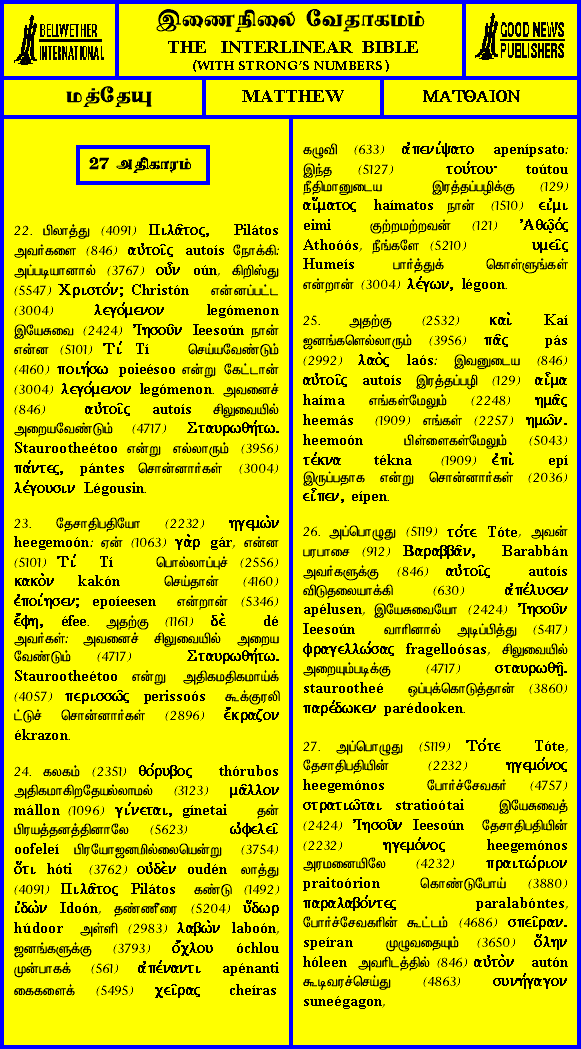 BELLWETHER
INTERNATIONAL
இணைநிலை வேதாகமம்
THE INTERLINEAR BIBLE
(WITH STRONG'S NUMBERS)
GOOD NEWS
PUBLISHERS
மத்தேயு
MATTHEW
ΜΑΤΘΑΙΟΝ
27 அதிகாரம்
22. பிலாத்து (4091) Πιλᾶτος, Pilátos
அவர்களை (846) αὐτοῖς autoís நோக்கி:
அப்படியானால் (3767) οὖν oún, கிறிஸ்து
(5547) Χριστόν; Christón என்னப்பட்ட
(3004) λεγόμενον legómenon
இயேசுவை (2424) Ἰησοῦν Ieesoún நான்
என்ன (5101) Τί Tí செய்யவேண்டும்
(4160) ποιήσω poieésoo என்று கேட்டான்
(3004) λεγόμενον legómenon. அவனைச்
(846) αὐτοῖς autoís சிலுவையில்
அறையவேண்டும் (4717) Σταυρωθήτω.
Staurootheétoo என்று எல்லாரும் (3956)
πάντες, pántes சொன்னார்கள் (3004)
λέγουσιν Légousin.
23. தேசாதிபதியோ (2232) ηγεμὼν
heegemoón: ஏன் (1063) γὰρ gár, என்ன
(5101) Τί Tí பொல்லாப்புச் (2556)
κακὸν kakón செய்தான் (4160)
ἐποίησεν; epoíeesen என்றான் (5346)
ἔφη, éfee. அதற்கு (1161) δὲ dé
அவர்கள்: அவனைச் சிலுவையில் அறைய
வேண்டும் (4717) Σταυρωθήτω.
Staurootheétoo என்று அதிகமதிகமாய்க்
(4057) περισσῶς perissoós கூக்குரலி
ட்டுச் சொன்னார்கள் (2896) ἔκραζον
ékrazon.
24. கலகம் (2351) θόρυβος thórubos
அதிகமாகிறதேயல்லாமல் (3123) μᾶλλον
mállon (1096) γίνεται, gínetai தன்
பிரயத்தனத்தினாலே (5623) ὠφελεῖ
oofeleí பிரயோஜனமில்லையென்று (3754)
ὅτι hóti (3762) οὐδὲν oudén லாத்து
(4091) Πιλᾶτος Pilátos கண்டு (1492)
ἰδὼν Idoón, தண்ணீரை (5204) ὕδωρ
húdoor அள்ளி (2983) λαβὼν laboón,
ஜனங்களுக்கு (3793) ὄχλου óchlou
முன்பாகக் (561) ἀπέναντι apénanti
கைகளைக் (5495) χεῖρας cheíras
கழுவி (633) ἀπενίψατο apenípsato:
இந்த (5127) τούτου· toútou
நீதிமானுடைய இரத்தப்பழிக்கு (129)
αἵματος haímatos நான் (1510) εἰμι
eimi குற்றமற்றவன் (121) Ἀθῷός
Athoóós, நீங்களே (5210) υμεῖς
Humeís பார்த்துக் கொள்ளுங்கள்
என்றான் (3004) λέγων, légoon.
25. அதற்கு (2532) καὶ Kaí
ஜனங்களெல்லாரும் (3956) πᾶς pás
(2992) λαὸς laós: இவனுடைய (846)
αὐτοῖς autoís இரத்தப்பழி (129) αἷμα
haíma எங்கள்மேலும் (2248) ημᾶς
heemás (1909) எங்கள் (2257) ημῶν.
heemoón பிள்ளைகள்மேலும் (5043)
τέκνα tékna (1909) ἐπὶ epí
இருப்பதாக என்று சொன்னார்கள் (2036)
εἶπεν, eípen.
26. அப்பொழுது (5119) τότε Tóte, அவன்
பரபாசை (912) Βαραββᾶν, Barabbán
அவர்களுக்கு (846) αὐτοῖς autoís
விடுதலையாக்கி (630) ἀπέλυσεν
apélusen, இயேசுவையோ (2424) Ἰησοῦν
Ieesoún வாரினால் அடிப்பித்து (5417)
φραγελλώσας fragelloósas, சிலுவையில்
அறையும்படிக்கு (4717) σταυρωθῇ.
staurootheé ஒப்புக்கொடுத்தான் (3860)
παρέδωκεν parédooken.
27. அப்பொழுது (5119) Τότε Tóte,
தேசாதிபதியின் (2232) ηγεμόνος
heegemónos போர்ச்சேவகர் (4757)
στρατιῶται stratioótai இயேசுவைத்
(2424) Ἰησοῦν Ieesoún தேசாதிபதியின்
(2232) ηγεμόνος heegemónos
அரமனையிலே (4232) πραιτώριον
praitoórion கொண்டுபோய் (3880)
παραλαβόντες paralabóntes,
போர்ச்சேவகரின் கூட்டம் (4686) σπεῖραν.
speíran முழுவதையும் (3650) ὅλην
hóleen அவரிடத்தில் (846) αὐτὸν autón
கூடிவரச்செய்து (4863) συνήγαγον
suneégagon,